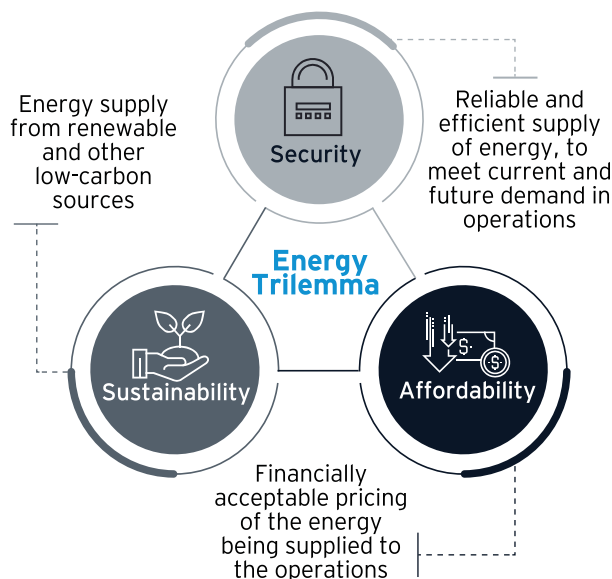 Security
Reliable and
efficient supply
of energy, to
meet current and
future demand in
operations
Energy supply
from renewable
and other
low-carbon
sources
Energy
Trilemma
Sustainability
$
$
Affordability
Financially
acceptable pricing
of the energy
being supplied to
the operations